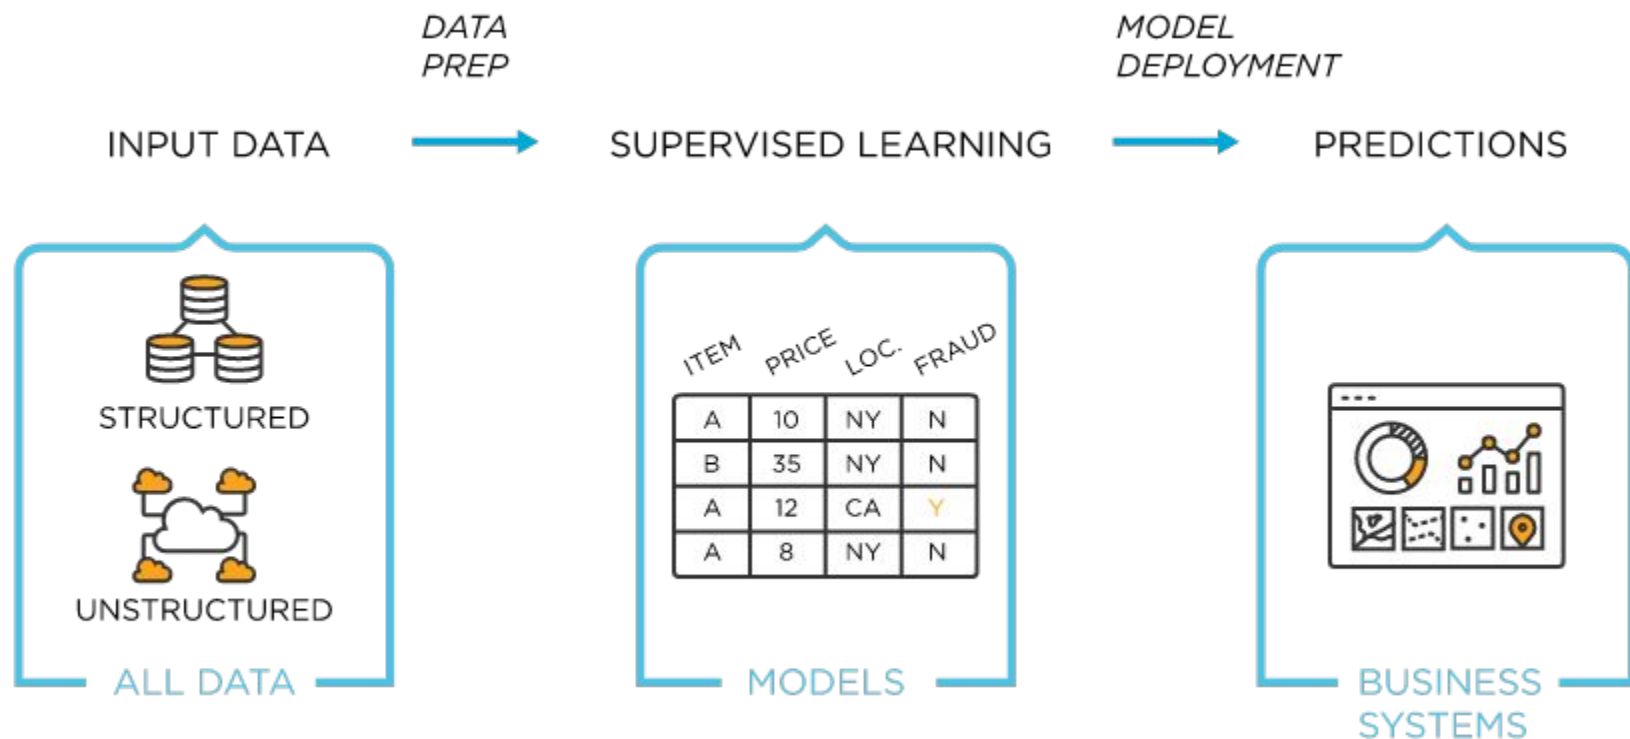 DATA
PREP
MODEL
DEPLOYMENT
INPUT DATA
SUPERVISED LEARNING
PREDICTIONS
STRUCTURED
UNSTRUCTURED
ALL DATA
ITEM PRICE LOC. FRAUD
A 10 NY N
B 35 NY N
A 12 CA Y
A 8 NY N
MODELS
BUSINESS
SYSTEMS